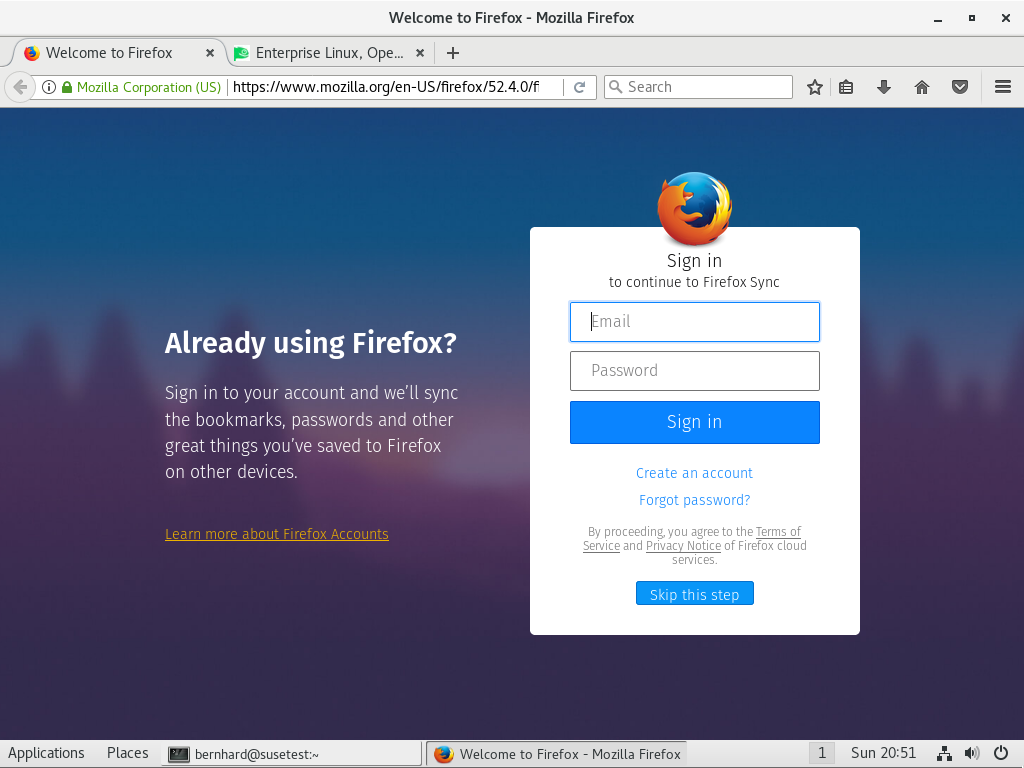 Welcome to Firefox - Mozilla Firefox
Welcome to Firefox
Enterprise Linux, Ope...
Mozilla Corporation (US)
https://www.mozilla.org/en-US/firefox/52.4.0/fi
Search
Sign in
to continue to Firefox Sync
Email
Password
Sign in
Create an account
Forgot password?
By proceeding, you agree to the Terms of
Service and Privacy Notice of Firefox cloud
services.
Skip this step
Already using Firefox?
Sign in to your account and we’ll sync
the bookmarks, passwords and other
great things you’ve saved to Firefox
on other devices.
Learn more about Firefox Accounts
Applications
Places
bernhard@susetest:~
Welcome to Firefox - Mozilla Firefox
1
Sun 20:51